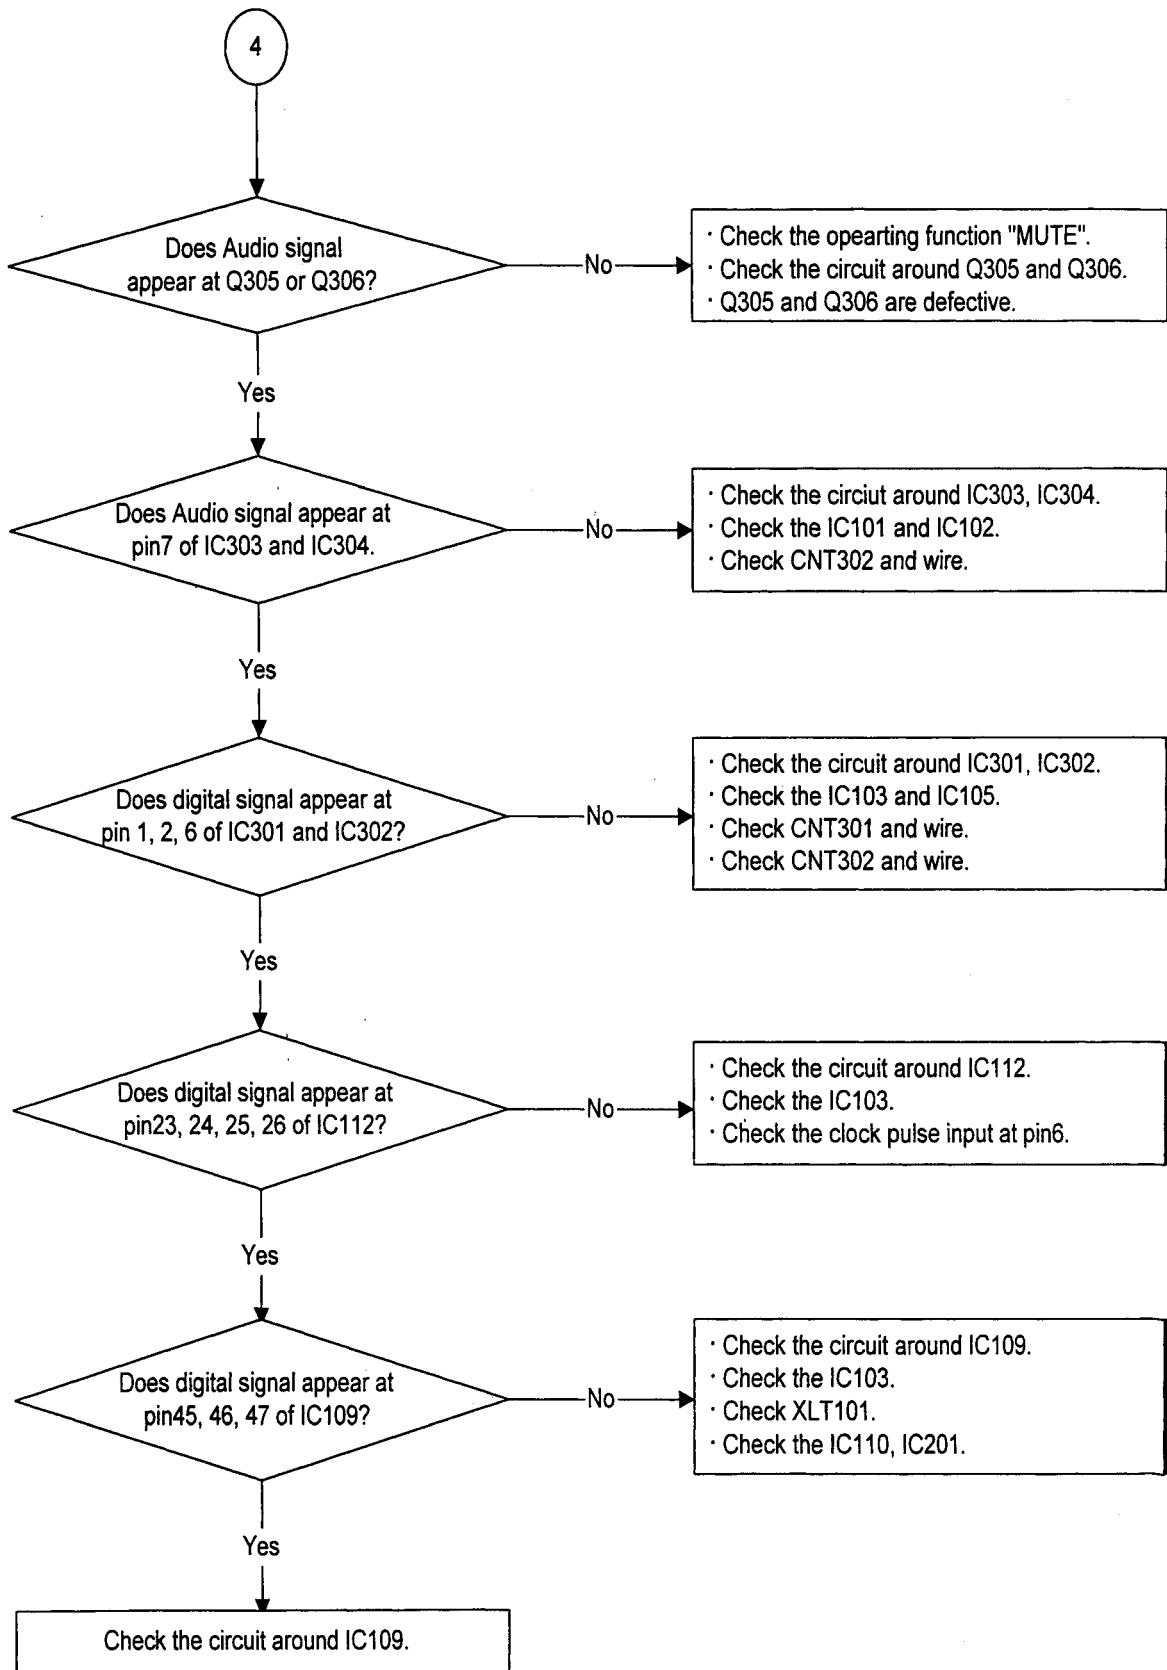 4
Does Audio signal
appear at Q305 or Q306?
No
· Check the opearting function "MUTE".
· Check the circuit around Q305 and Q306.
· Q305 and Q306 are defective.
Yes
Does Audio signal appear at
pin7 of IC303 and IC304.
No
· Check the circiut around IC303, IC304.
· Check the IC101 and IC102.
· Check CNT302 and wire.
Yes
Does digital signal appear at
pin 1, 2, 6 of IC301 and IC302?
No
· Check the circuit around IC301, IC302.
· Check the IC103 and IC105.
· Check CNT301 and wire.
· Check CNT302 and wire.
Yes
Does digital signal appear at
pin23, 24, 25, 26 of IC112?
No
· Check the circuit around IC112.
· Check the IC103.
· Check the clock pulse input at pin6.
Yes
Does digital signal appear at
pin45, 46, 47 of IC109?
No
· Check the circuit around IC109.
· Check the IC103.
· Check XLT101.
· Check the IC110, IC201.
Yes
Check the circuit around IC109.